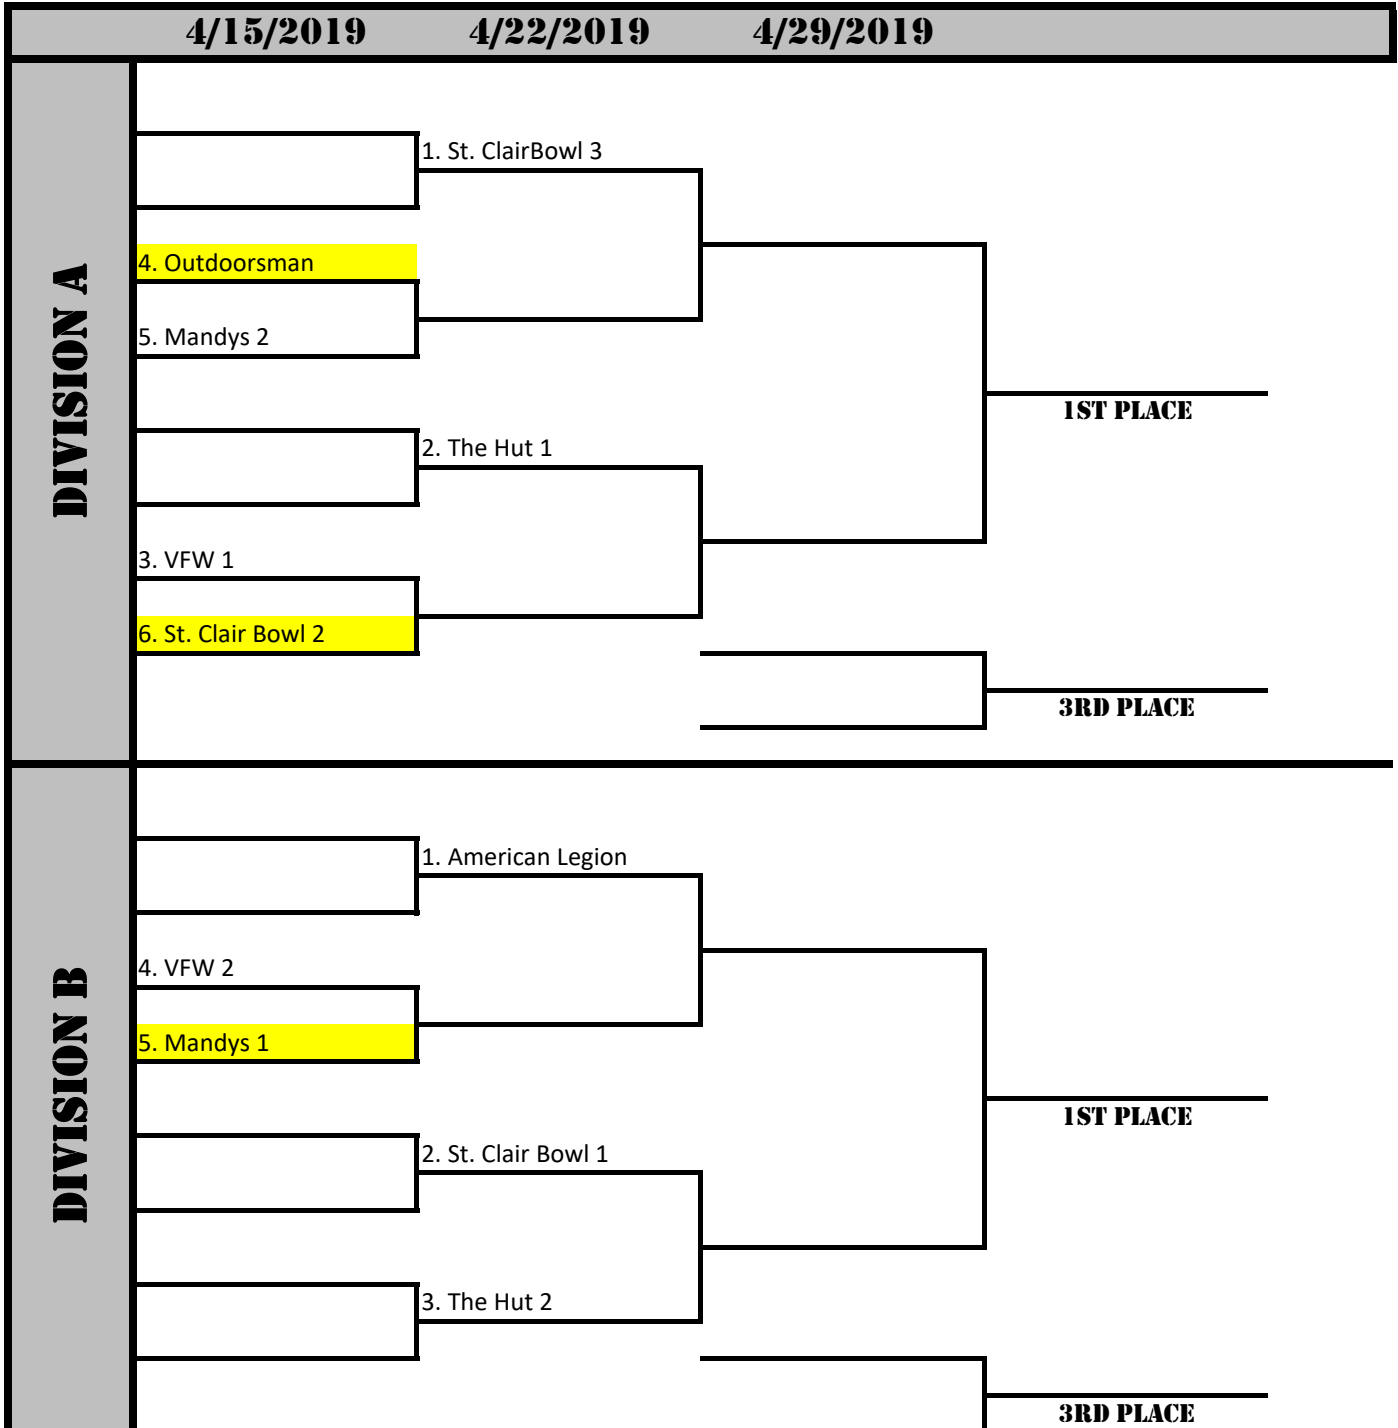 4/15/2019 4/22/2019 4/29/2019
DIVISION A
1. St. ClairBowl 3
4. Outdoorsman
5. Mandys 2
1ST PLACE
2. The Hut 1
3. VFW 1
6. St. Clair Bowl 2
3RD PLACE
DIVISION B
1. American Legion
4. VFW 2
5. Mandys 1
1ST PLACE
2. St. Clair Bowl 1
3. The Hut 2
3RD PLACE